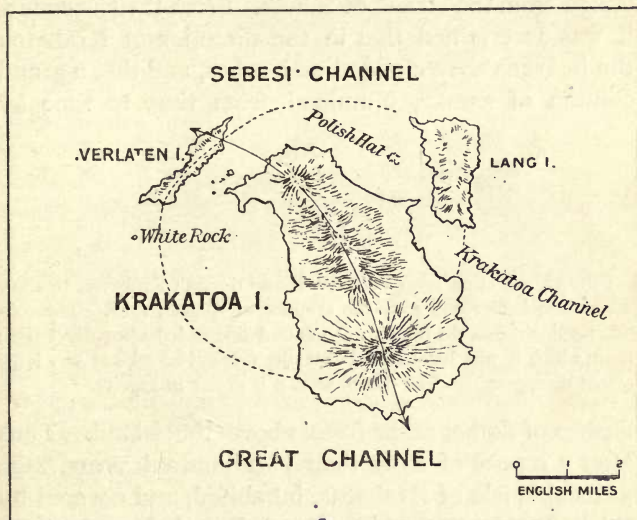 SEBESI CHANNEL
Polish Hat
VERLATEN I.
LANG I.
White Rock
Krakatoa Channel
KRAKATOA I.
GREAT CHANNEL
0 1 2
ENGLISH MILES